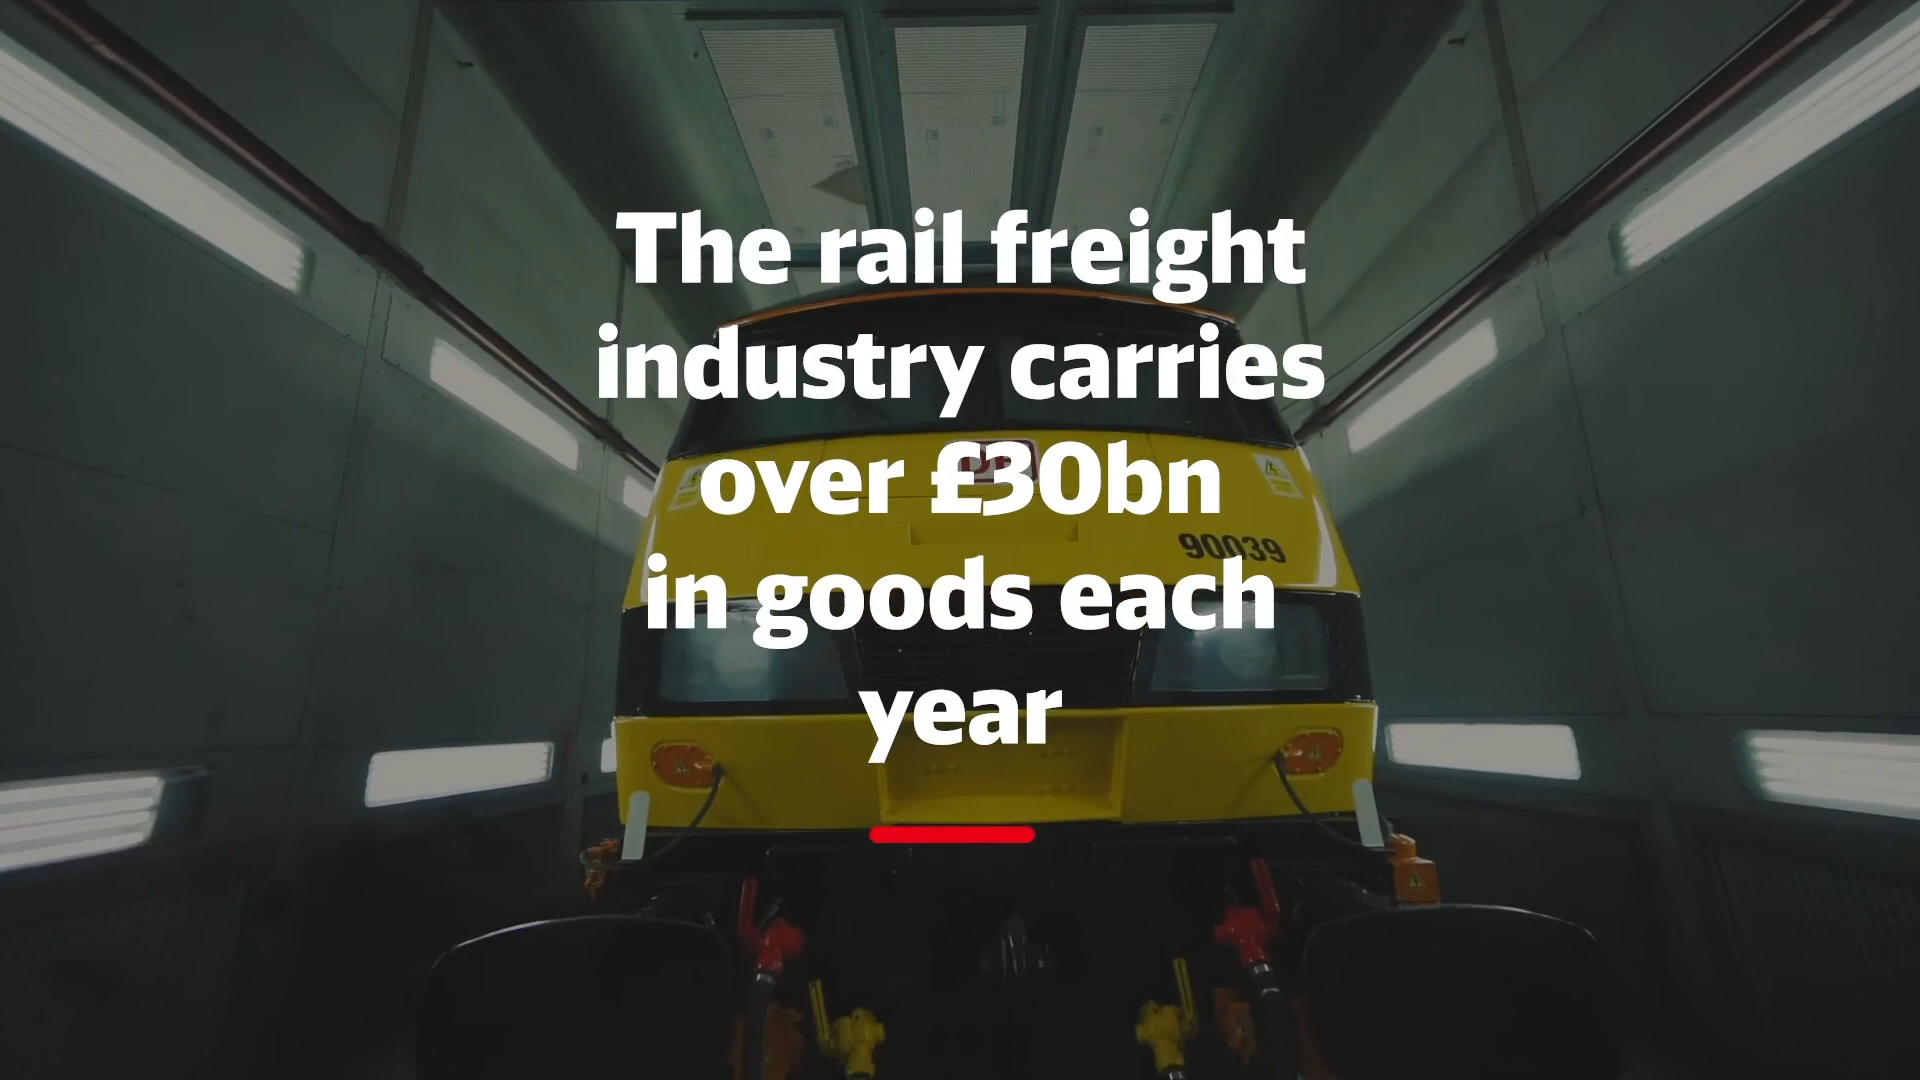 The rail freight
industry carries
over £30bn
90039
in goods each
year